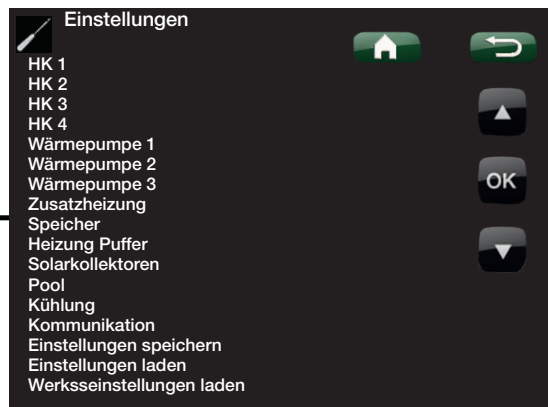 Einstellungen
HK 1
HK 2
HK 3
HK 4
Wärmepumpe 1
Wärmepumpe 2
Wärmepumpe 3
Zusatzheizung
Speicher
Heizung Puffer
Solarkollektoren
Pool
Kühlung
Kommunikation
Einstellungen speichern
Einstellungen laden
Werksseinstellungen laden
OK